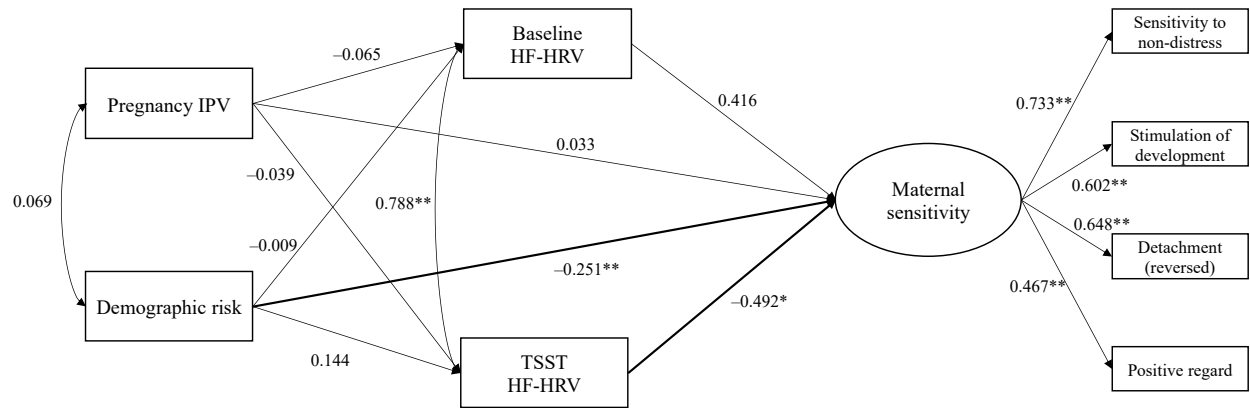 Baseline
HF-HRV
Sensitivity to
non-distress
–0.065
Pregnancy IPV
0.416
0.733**
0.033
Stimulation of
development
–0.039
0.602**
0.069
0.788**
Maternal
sensitivity
0.648**
–0.009
Detachment
(reversed)
–0.251**
0.467**
Demographic risk
–0.492*
0.144
TSST
HF-HRV
Positive regard